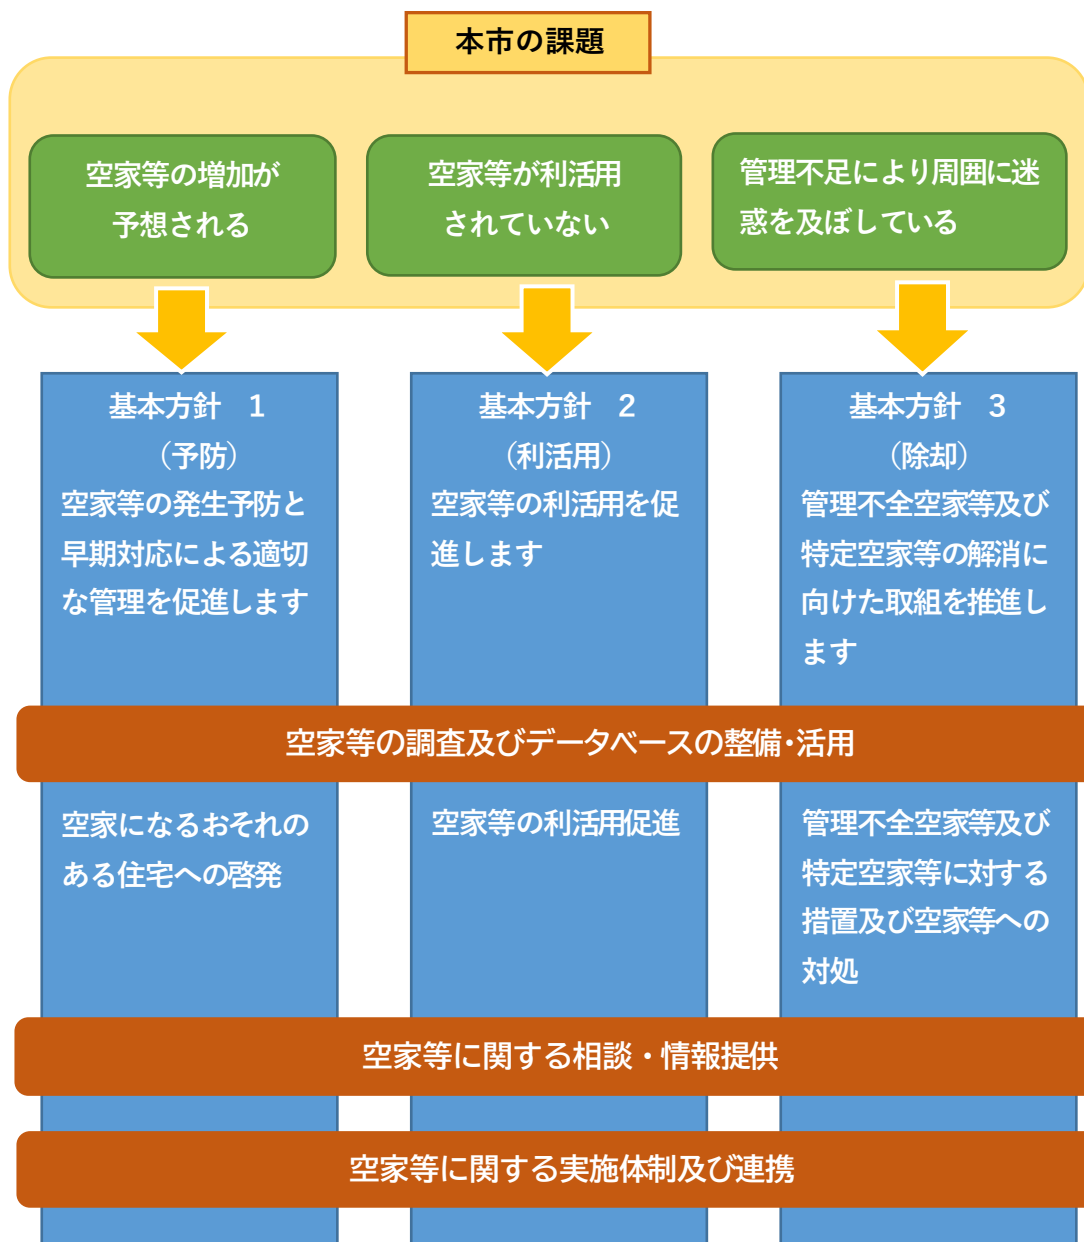 本市の課題
空家等の増加が
予想される
空家等が利活用
されていない
管理不足により周囲に迷
惑を及ぼしている
基本方針　1
（予防）
空家等の発生予防と
早期対応による適切
な管理を促進します
基本方針　2
（利活用）
空家等の利活用を促
進します
基本方針　3
（除却）
管理不全空家等及び
特定空家等の解消に
向けた取組を推進し
ます
空家等の調査及びデータベースの整備・活用
空家になるおそれの
ある住宅への啓発
空家等の利活用促進
管理不全空家等及び
特定空家等に対する
措置及び空家等への
対処
空家等に関する相談・情報提供
空家等に関する実施体制及び連携